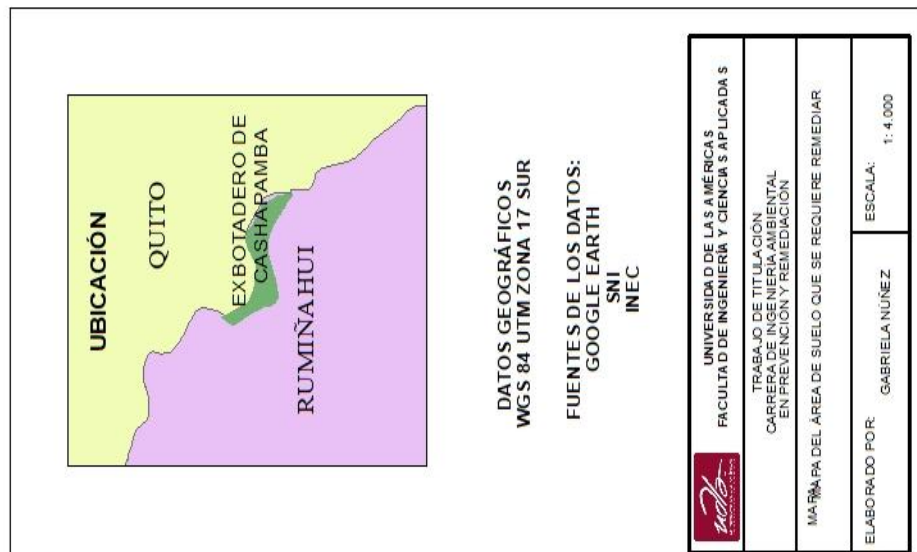 UBICACIÓN
QUITO
EXBOTADERO DE
CASHAPAMBA
RUMIÑAHUI
DATOS GEOGRÁFICOS
WGS 84 UTM ZONA 17 SUR
FUENTES DE LOS DATOS:
GOOGLE EARTH
SNI
INEC
udla
UNIVERSIDAD DE LAS AMÉRICAS
FACULTAD DE INGENIERÍA Y CIENCIAS APLICADAS
TRABAJO DE TITULACIÓN
CARRERA DE INGENIERÍA AMBIENTAL
EN PREVENCIÓN Y REMEDIACIÓN
MAPA: MAPA DEL ÁREA DE SUELO QUE SE REQUIERE REMEDIAR
ELABORADO POR:
GABRIELA NÚÑEZ
ESCALA:
1: 4.000